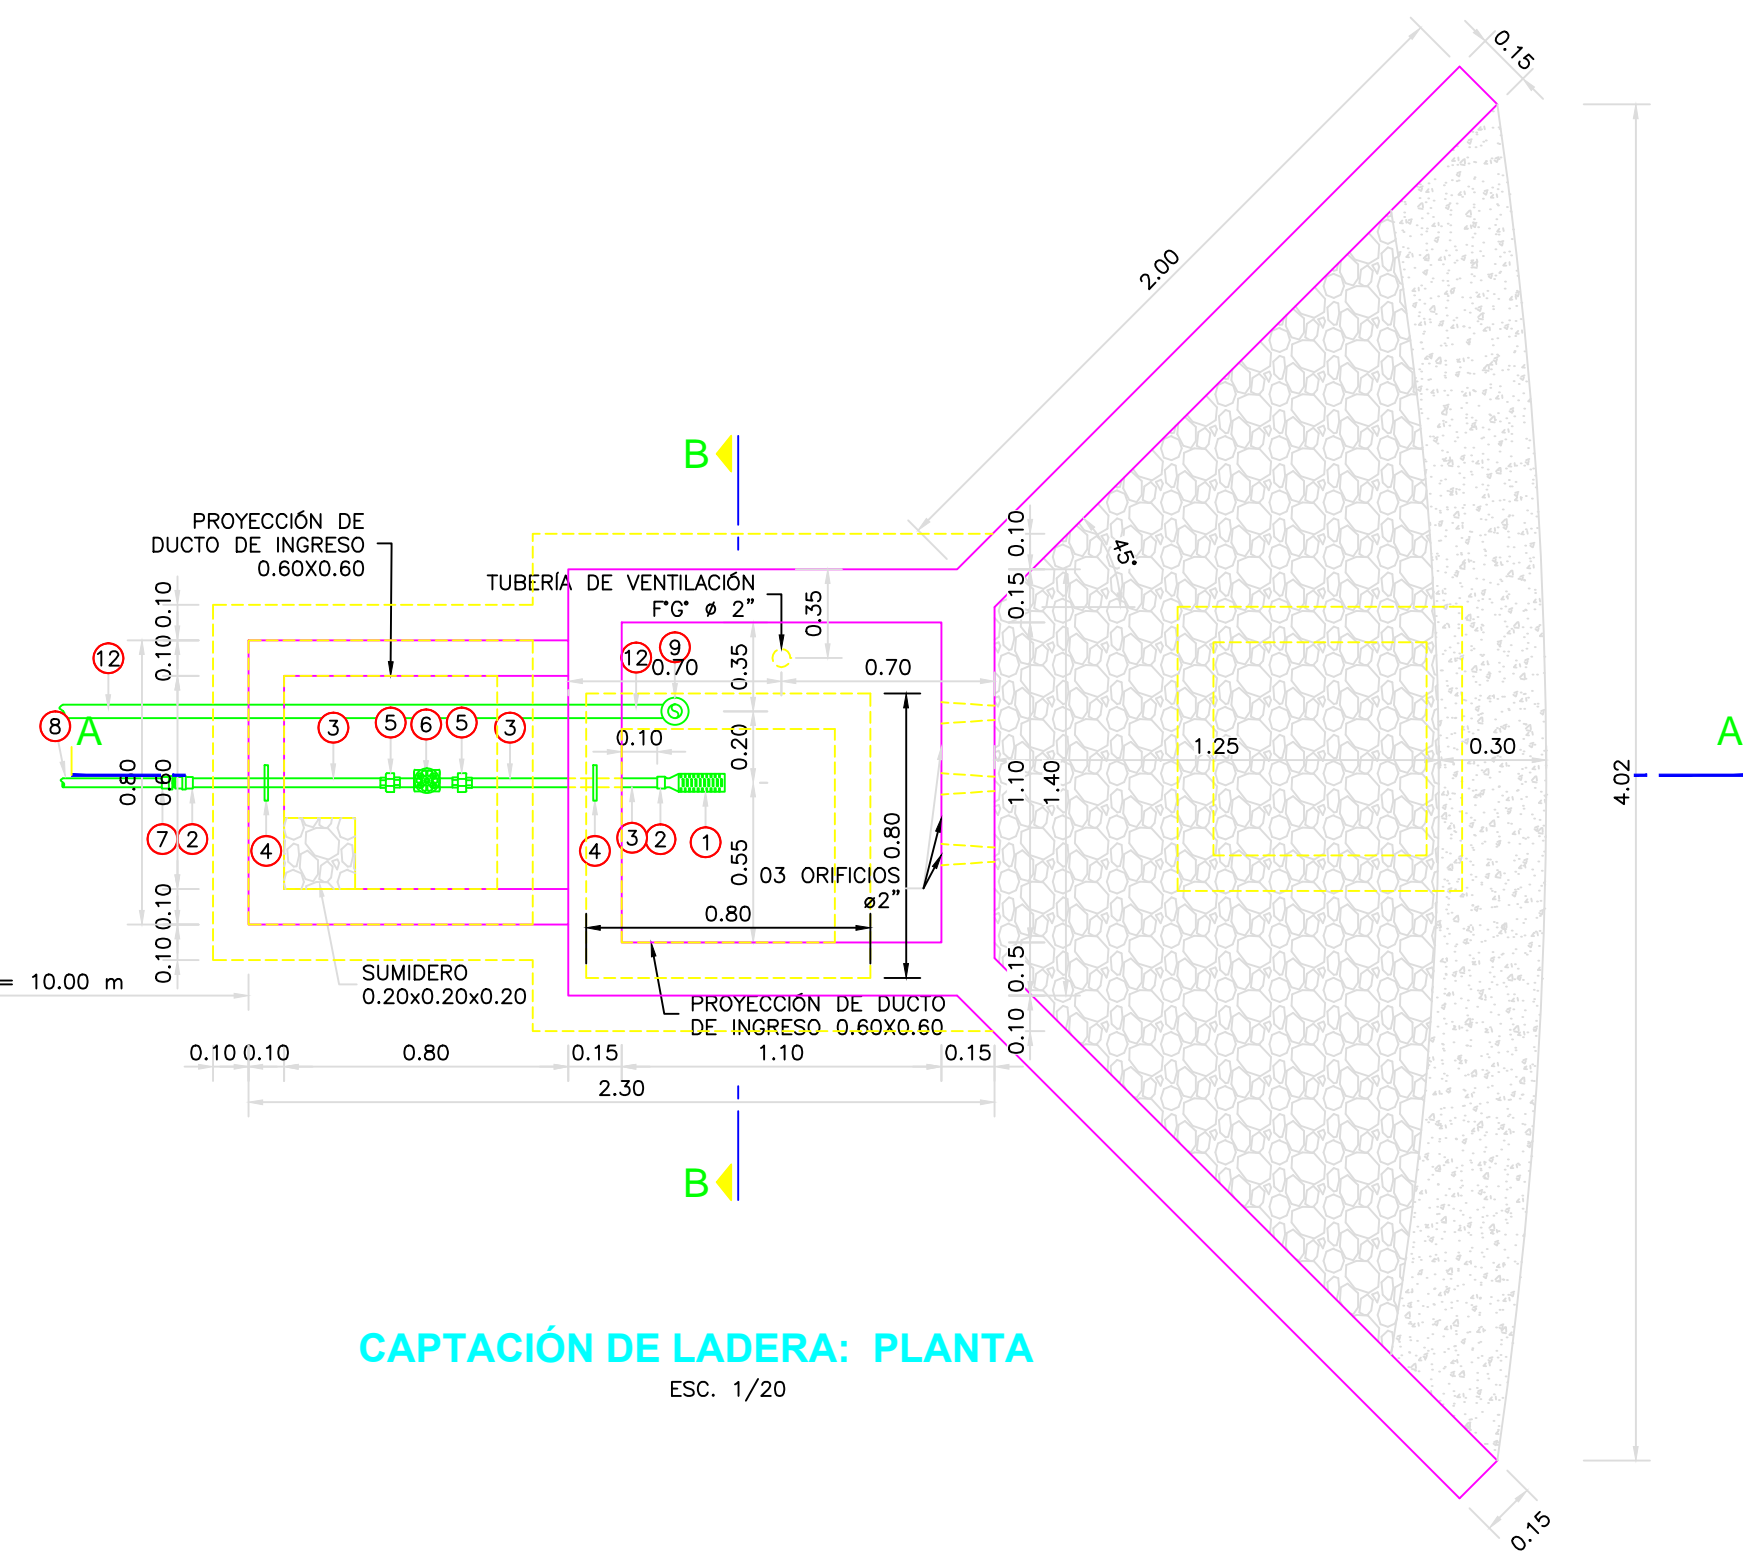 0.15
2.00
45°
B
PROYECCIÓN DE
DUCTO DE INGRESO
0.60X0.60
TUBERÍA DE VENTILACIÓN
F°G° ø 2”
0.10
0.15
0.35
0.10
0.10
12
12
9
0.70
0.35
0.70
8
A
3
5
6
5
3
0.10
0.20
1.25
0.30
A
0.80
0.60
1.10
1.40
4.02
7
2
4
4
3
2
1
0.55
0.80
03 ORIFICIOS
ø2”
0.80
0.10
0.10
= 10.00 m
SUMIDERO
0.20x0.20x0.20
PROYECCIÓN DE DUCTO
DE INGRESO 0.60X0.60
0.15
0.10
0.10
0.10
0.80
0.15
1.10
0.15
2.30
B
CAPTACIÓN DE LADERA: PLANTA
ESC. 1/20
0.15